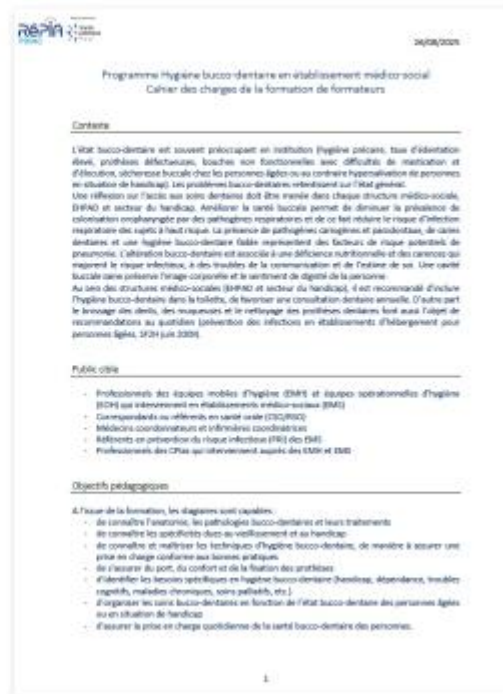 RéPIA
PRIMO
26/08/2025
Programme Hygiène bucco-dentaire en établissement médico-social
Cahier des charges de la formation de formateurs
Contexte
L'état bucco-dentaire est souvent préoccupant en institution (hygiène précaire, taux d'édentation
élevé, prothèses défectueuses, bouches non fonctionnelles avec difficultés de mastication et
d'élocution, sécheresse buccale chez les personnes âgées ou au contraire hypersalivation de personnes
en situation de handicap). Les problèmes bucco-dentaires retentissent sur l'état général.
Une réflexion sur l'accès aux soins dentaires doit être menée dans chaque structure médico-sociale,
EHPAD et secteur du handicap. Améliorer la santé buccale permet de diminuer la prévalence de
colonisation oropharyngée par des pathogènes respiratoires et de ce fait réduire le risque d'infection
respiratoire des sujets à haut risque. La présence de pathogènes cariogènes et parodontaux, de caries
dentaires et une hygiène bucco-dentaire faible représentent des facteurs de risque potentiels de
pneumonie. L'altération bucco-dentaire est associée à une déficience nutritionnelle et des carences qui
majorent le risque infectieux, à des troubles de la communication et de l'estime de soi. Une cavité
buccale saine préserve l'image corporelle et le sentiment de dignité de la personne.
Au sein des structures médico-sociales (EHPAD et secteur du handicap), il est recommandé d'inclure
l'hygiène bucco-dentaire dans la toilette, de favoriser une consultation dentaire annuelle. D'autre part
le brossage des dents, des muqueuses et le nettoyage des prothèses dentaires font aussi l'objet de
recommandations au quotidien (prévention des infections en établissements d'hébergement pour
personnes âgées, SF2H juin 2009).
Public cible
- Professionnels des équipes mobiles d'hygiène (EMH) et équipes opérationnelles d'hygiène
(EOH) qui interviennent en établissements médico-sociaux (EMS)
- Correspondants ou référents en santé orale (CSO/RSO)
- Médecins coordonnateurs et infirmières coordinatrices
- Référents en prévention du risque infectieux (PRI) des EMS
- Professionnels des CPias qui interviennent auprès des EMH et EMS
Objectifs pédagogiques
A l'issue de la formation, les stagiaires sont capables:
- de connaître l'anatomie, les pathologies bucco-dentaires et leurs traitements
- de connaître les spécificités dues au vieillissement et au handicap
- de connaître et maîtriser les techniques d'hygiène bucco-dentaire, de manière à assurer une
prise en charge conforme aux bonnes pratiques
- de s'assurer du port, du confort et de la fixation des prothèses
- d'identifier les besoins spécifiques en hygiène bucco-dentaire (handicap, dépendance, troubles
cognitifs, maladies chroniques, soins palliatifs, etc.)
- d'organiser les soins bucco-dentaires en fonction de l'état bucco-dentaire des personnes âgées
ou en situation de handicap
- d'assurer la prise en charge quotidienne de la santé bucco-dentaire des personnes.
1